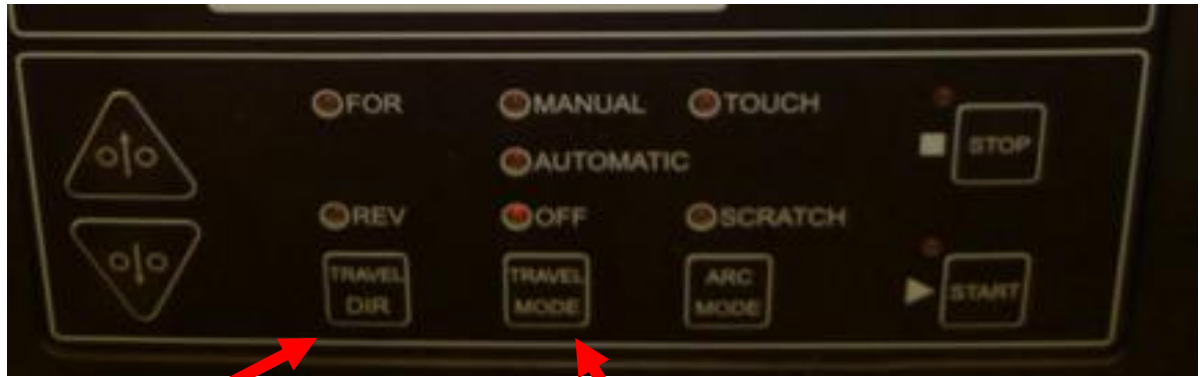 FOR MANUAL TOUCH
AUTOMATIC
STOP
REV OFF SCRATCH
TRAVEL DIR
TRAVEL MODE
ARC MODE
START